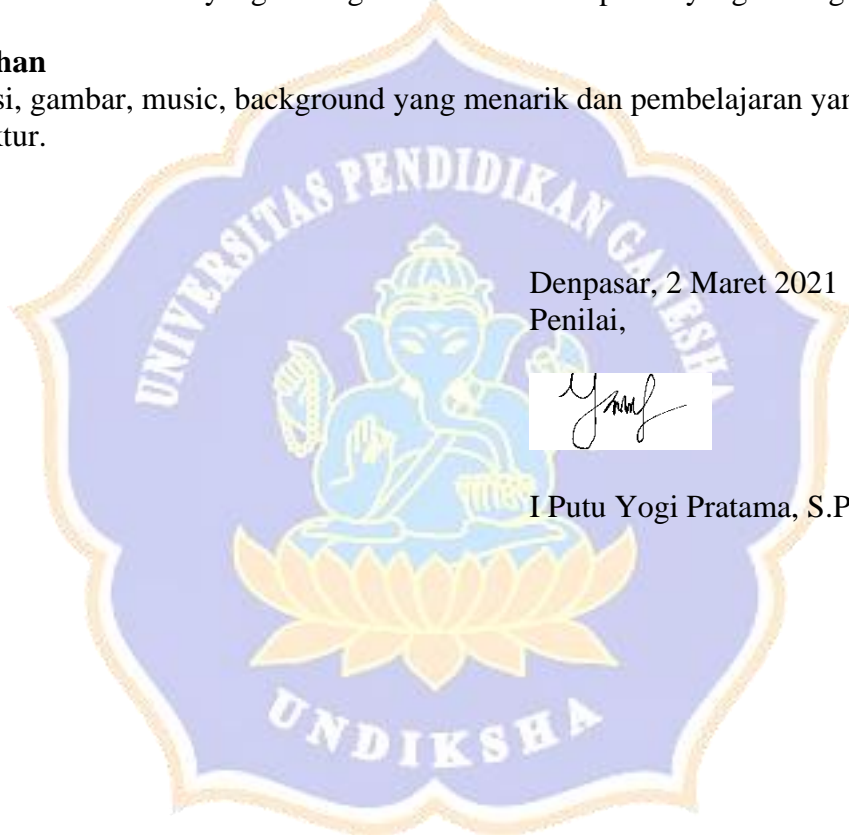 han
si, gambar, music, background yang menarik dan pembelajaran yan
ktur.
UNIVERSITAS PENDIDIKAN GANESHA
Denpasar, 2 Maret 2021
Penilai,
I Putu Yogi Pratama, S.P
UNDIKSHA